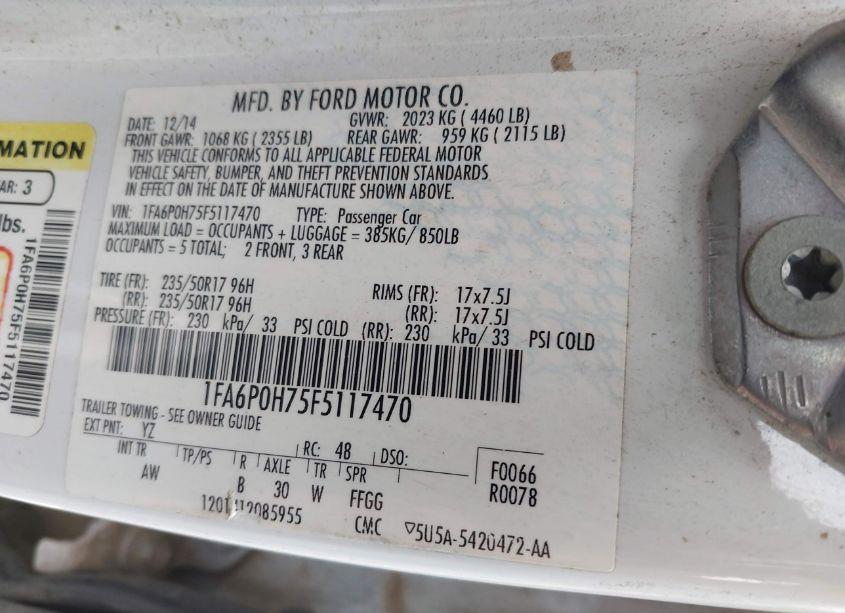 MFD. BY FORD MOTOR CO.
DATE: 12/14 GVWR: 2023 KG ( 4460 LB)
FRONT GAWR: 1068 KG ( 2355 LB) REAR GAWR: 959 KG ( 2115 LB)
THIS VEHICLE CONFORMS TO ALL APPLICABLE FEDERAL MOTOR
VEHICLE SAFETY, BUMPER, AND THEFT PREVENTION STANDARDS
IN EFFECT ON THE DATE OF MANUFACTURE SHOWN ABOVE.
VIN: 1FA6P0H75F5117470 TYPE: Passenger Car
MAXIMUM LOAD = OCCUPANTS + LUGGAGE = 385KG/ 850LB
OCCUPANTS = 5 TOTAL; 2 FRONT, 3 REAR
TIRE (FR): 235/50R17 96H RIMS (FR): 17x7.5J
(RR): 235/50R17 96H (RR): 17x7.5J
PRESSURE (FR): 230 kPa/ 33 PSI COLD (RR): 230 kPa/ 33 PSI COLD
1FA6P0H75F5117470
TRAILER TOWING - SEE OWNER GUIDE
EXT PNT: YZ RC: 48 DSO:
INT TR TP/PS R AXLE TR SPR F0066
AW B 30 W FFGG R0078
12085955 CMC 5U5A-5420472-AA
MATION
AR: 3
lbs.
1FA6P0H75F5117470